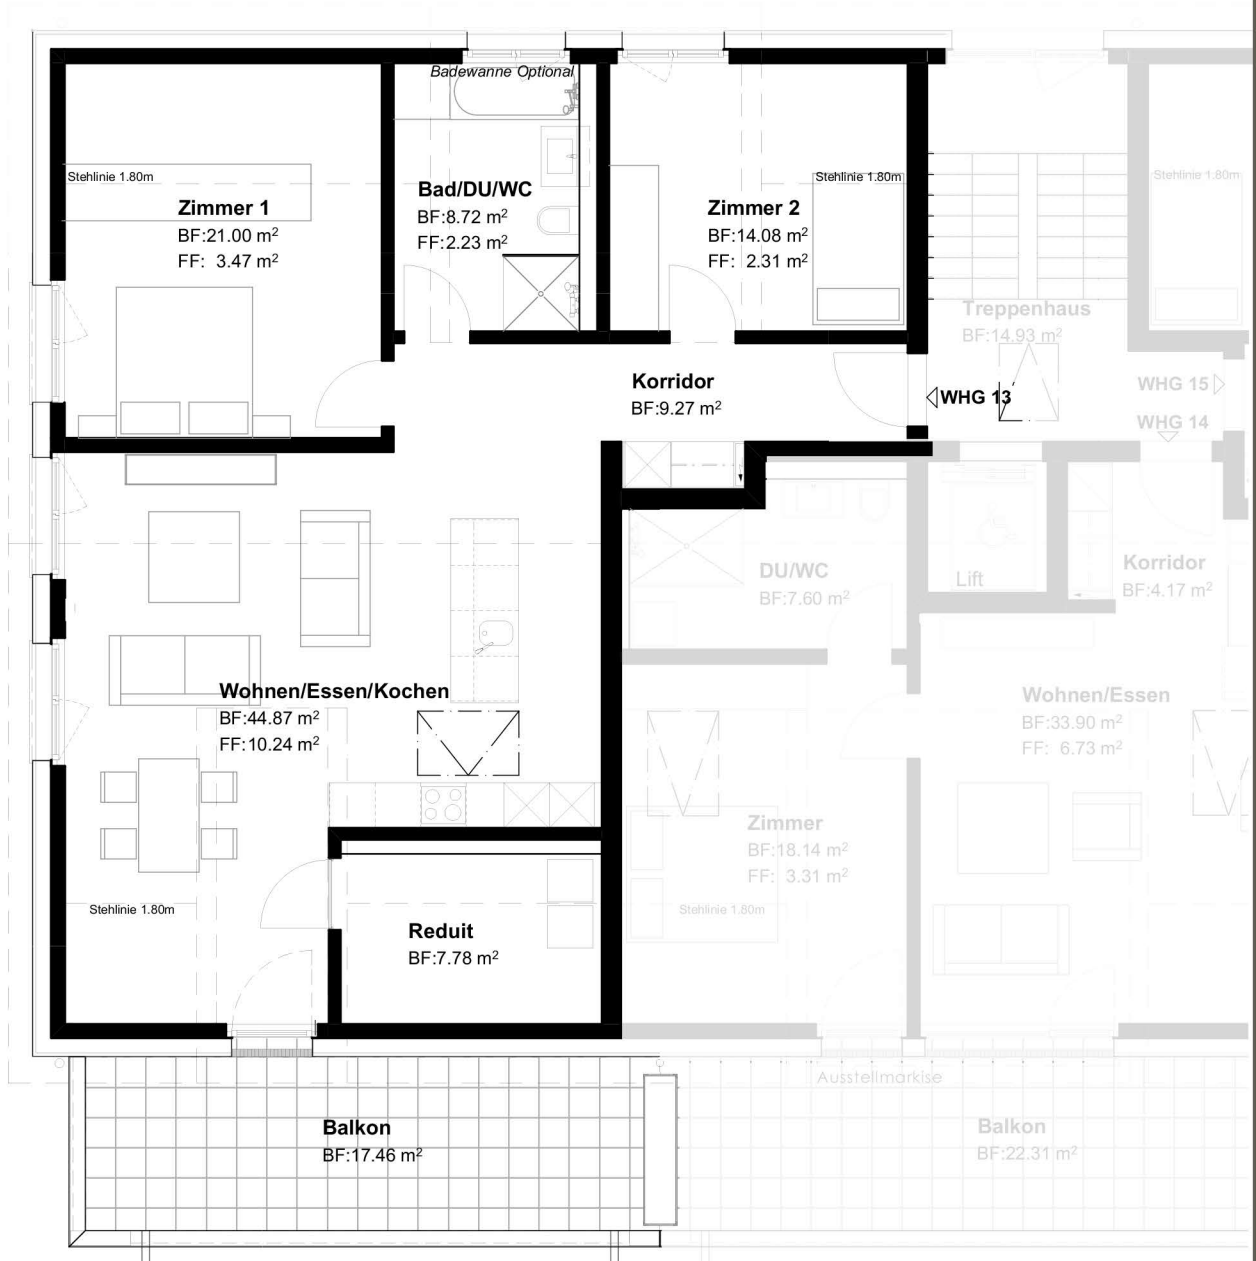 Badewanne Optional
Stehlinie 1.80m
Zimmer 1
BF:21.00 m²
FF: 3.47 m²
Bad/DU/WC
BF:8.72 m²
FF:2.23 m²
Stehlinie 1.80m
Zimmer 2
BF:14.08 m²
FF: 2.31 m²
Stehlinie 1.80m
Treppenhaus
BF:14.93 m²
Korridor
BF:9.27 m²
WHG 13
WHG 15
WHG 14
DU/WC
BF:7.60 m²
Lift
Korridor
BF:4.17 m²
Wohnen/Essen/Kochen
BF:44.87 m²
FF:10.24 m²
Wohnen/Essen
BF:33.90 m²
FF: 6.73 m²
Zimmer
BF:18.14 m²
FF: 3.31 m²
Stehlinie 1.80m
Stehlinie 1.80m
Reduit
BF:7.78 m²
Ausstellmarkise
Balkon
BF:17.46 m²
Balkon
BF:22.31 m²